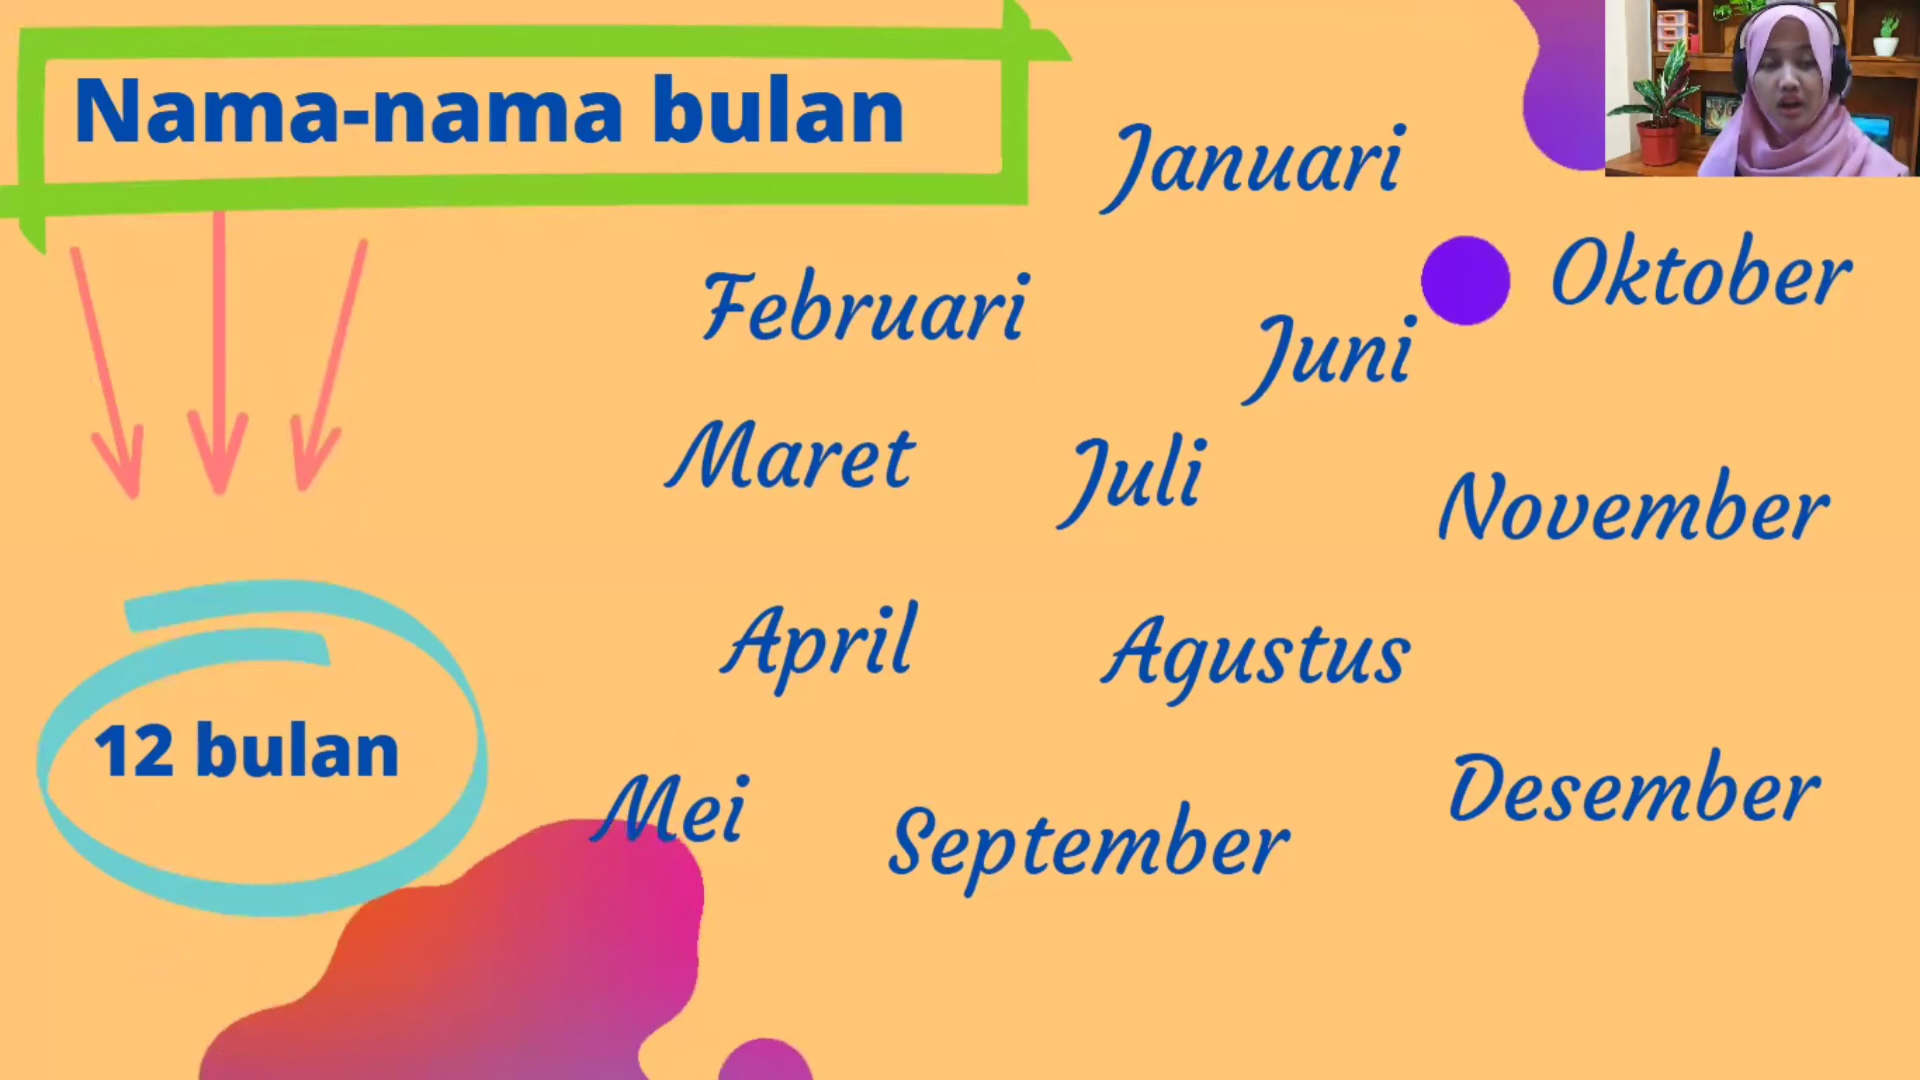 Nama-nama bulan
Januari
Februari
Maret
April
Mei
Juni
Juli
Agustus
September
Oktober
November
Desember
12 bulan